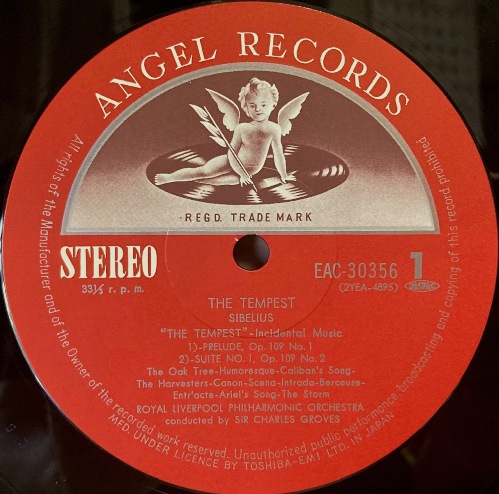 ANGEL RECORDS
REGD. TRADE MARK
STEREO
33⅓ r. p. m.
EAC-30356 1
(2YEA-4895)
THE TEMPEST
SIBELIUS
"THE TEMPEST"-Incidental Music
1)-PRELUDE, Op. 109 No. 1
2)-SUITE NO. 1, Op. 109 No. 2
The Oak Tree-Humoresque-Caliban's Song-
The Harvesters-Canon-Scena-Intrada-Berceuse-
Entr'acte-Ariel's Song-The Storm
ROYAL LIVERPOOL PHILHARMONIC ORCHESTRA
conducted by SIR CHARLES GROVES
All rights of the Manufacturer and of the Owner of the recorded work reserved. Unauthorized public performance, broadcasting and copying of this record prohibited
MFD. UNDER LICENCE BY TOSHIBA-EMI LTD. IN JAPAN